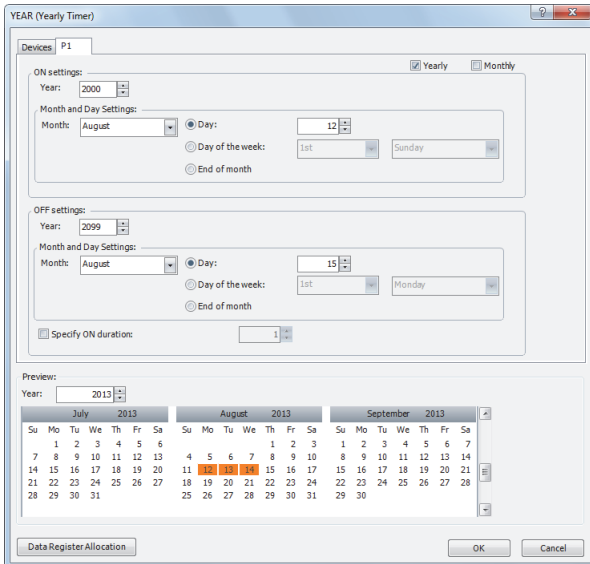 YEAR (Yearly Timer)
?
Devices P1
Yearly Monthly
ON settings:
Year: 2000
Month and Day Settings:
Month: August Day: 12
Day of the week: 1st Sunday
End of month
OFF settings:
Year: 2099
Month and Day Settings:
Month: August Day: 15
Day of the week: 1st Monday
End of month
Specify ON duration: 1
Preview:
Year: 2013
July 2013 August 2013 September 2013
Su Mo Tu We Th Fr Sa Su Mo Tu We Th Fr Sa Su Mo Tu We Th Fr Sa
1 2 3 4 5 6 1 2 3 1 2 3 4 5 6 7
7 8 9 10 11 12 13 4 5 6 7 8 9 10 8 9 10 11 12 13 14
14 15 16 17 18 19 20 11 12 13 14 15 16 17 15 16 17 18 19 20 21
21 22 23 24 25 26 27 18 19 20 21 22 23 24 22 23 24 25 26 27 28
28 29 30 31 25 26 27 28 29 30 31 29 30
Data Register Allocation OK Cancel